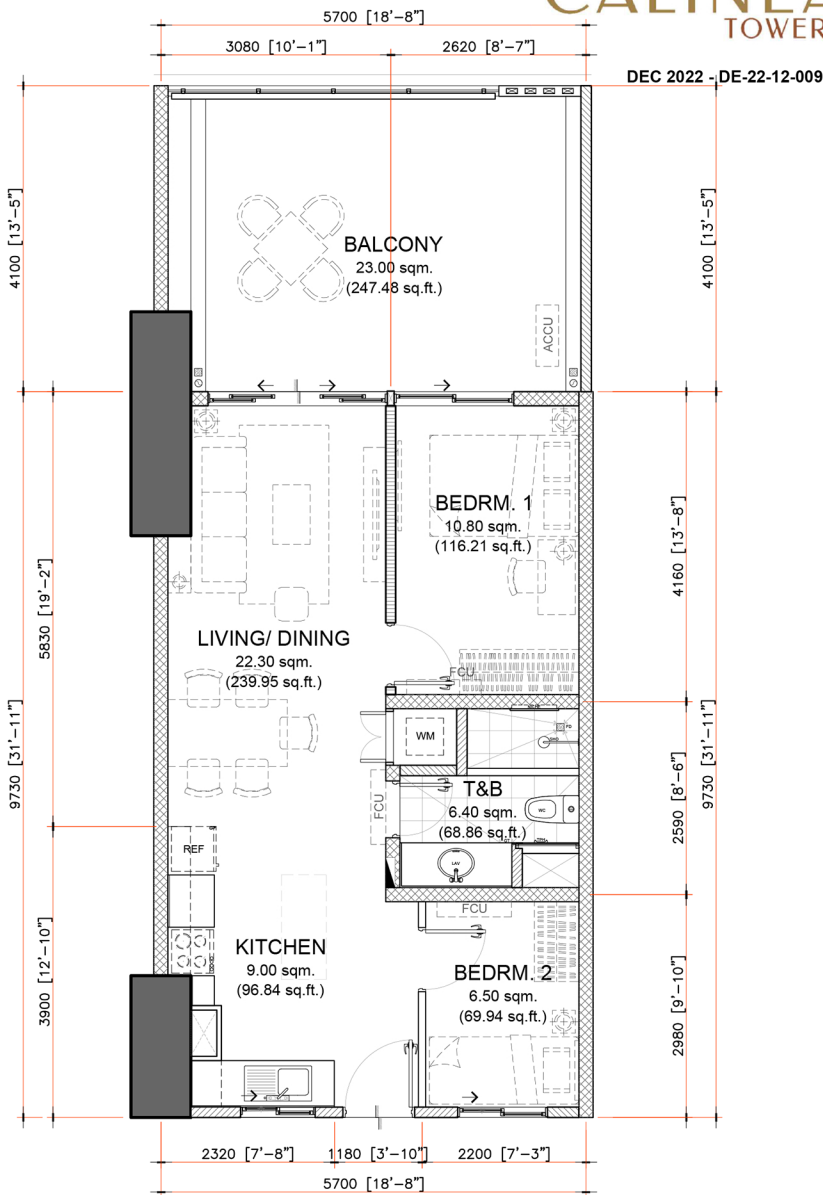 CALINEA
TOWER
5700 [18'-8"]
3080 [10'-1"]
2620 [8'-7"]
DEC 2022 - DE-22-12-009
4100 [13'-5"]
4100 [13'-5"]
BALCONY
23.00 sqm.
(247.48 sq.ft.)
ACCU
BEDRM. 1
10.80 sqm.
(116.21 sq.ft.)
4160 [13'-8"]
5830 [19'-2"]
LIVING/ DINING
22.30 sqm.
(239.95 sq.ft.)
FCU
WM
9730 [31'-11"]
9730 [31'-11"]
T&B
6.40 sqm.
(68.86 sq.ft.)
WC
FCU
2590 [8'-6"]
REF
LAV
FCU
KITCHEN
9.00 sqm.
(96.84 sq.ft.)
BEDRM. 2
6.50 sqm.
(69.94 sq.ft.)
3900 [12'-10"]
2980 [9'-10"]
2320 [7'-8"]
1180 [3'-10"]
2200 [7'-3"]
5700 [18'-8"]